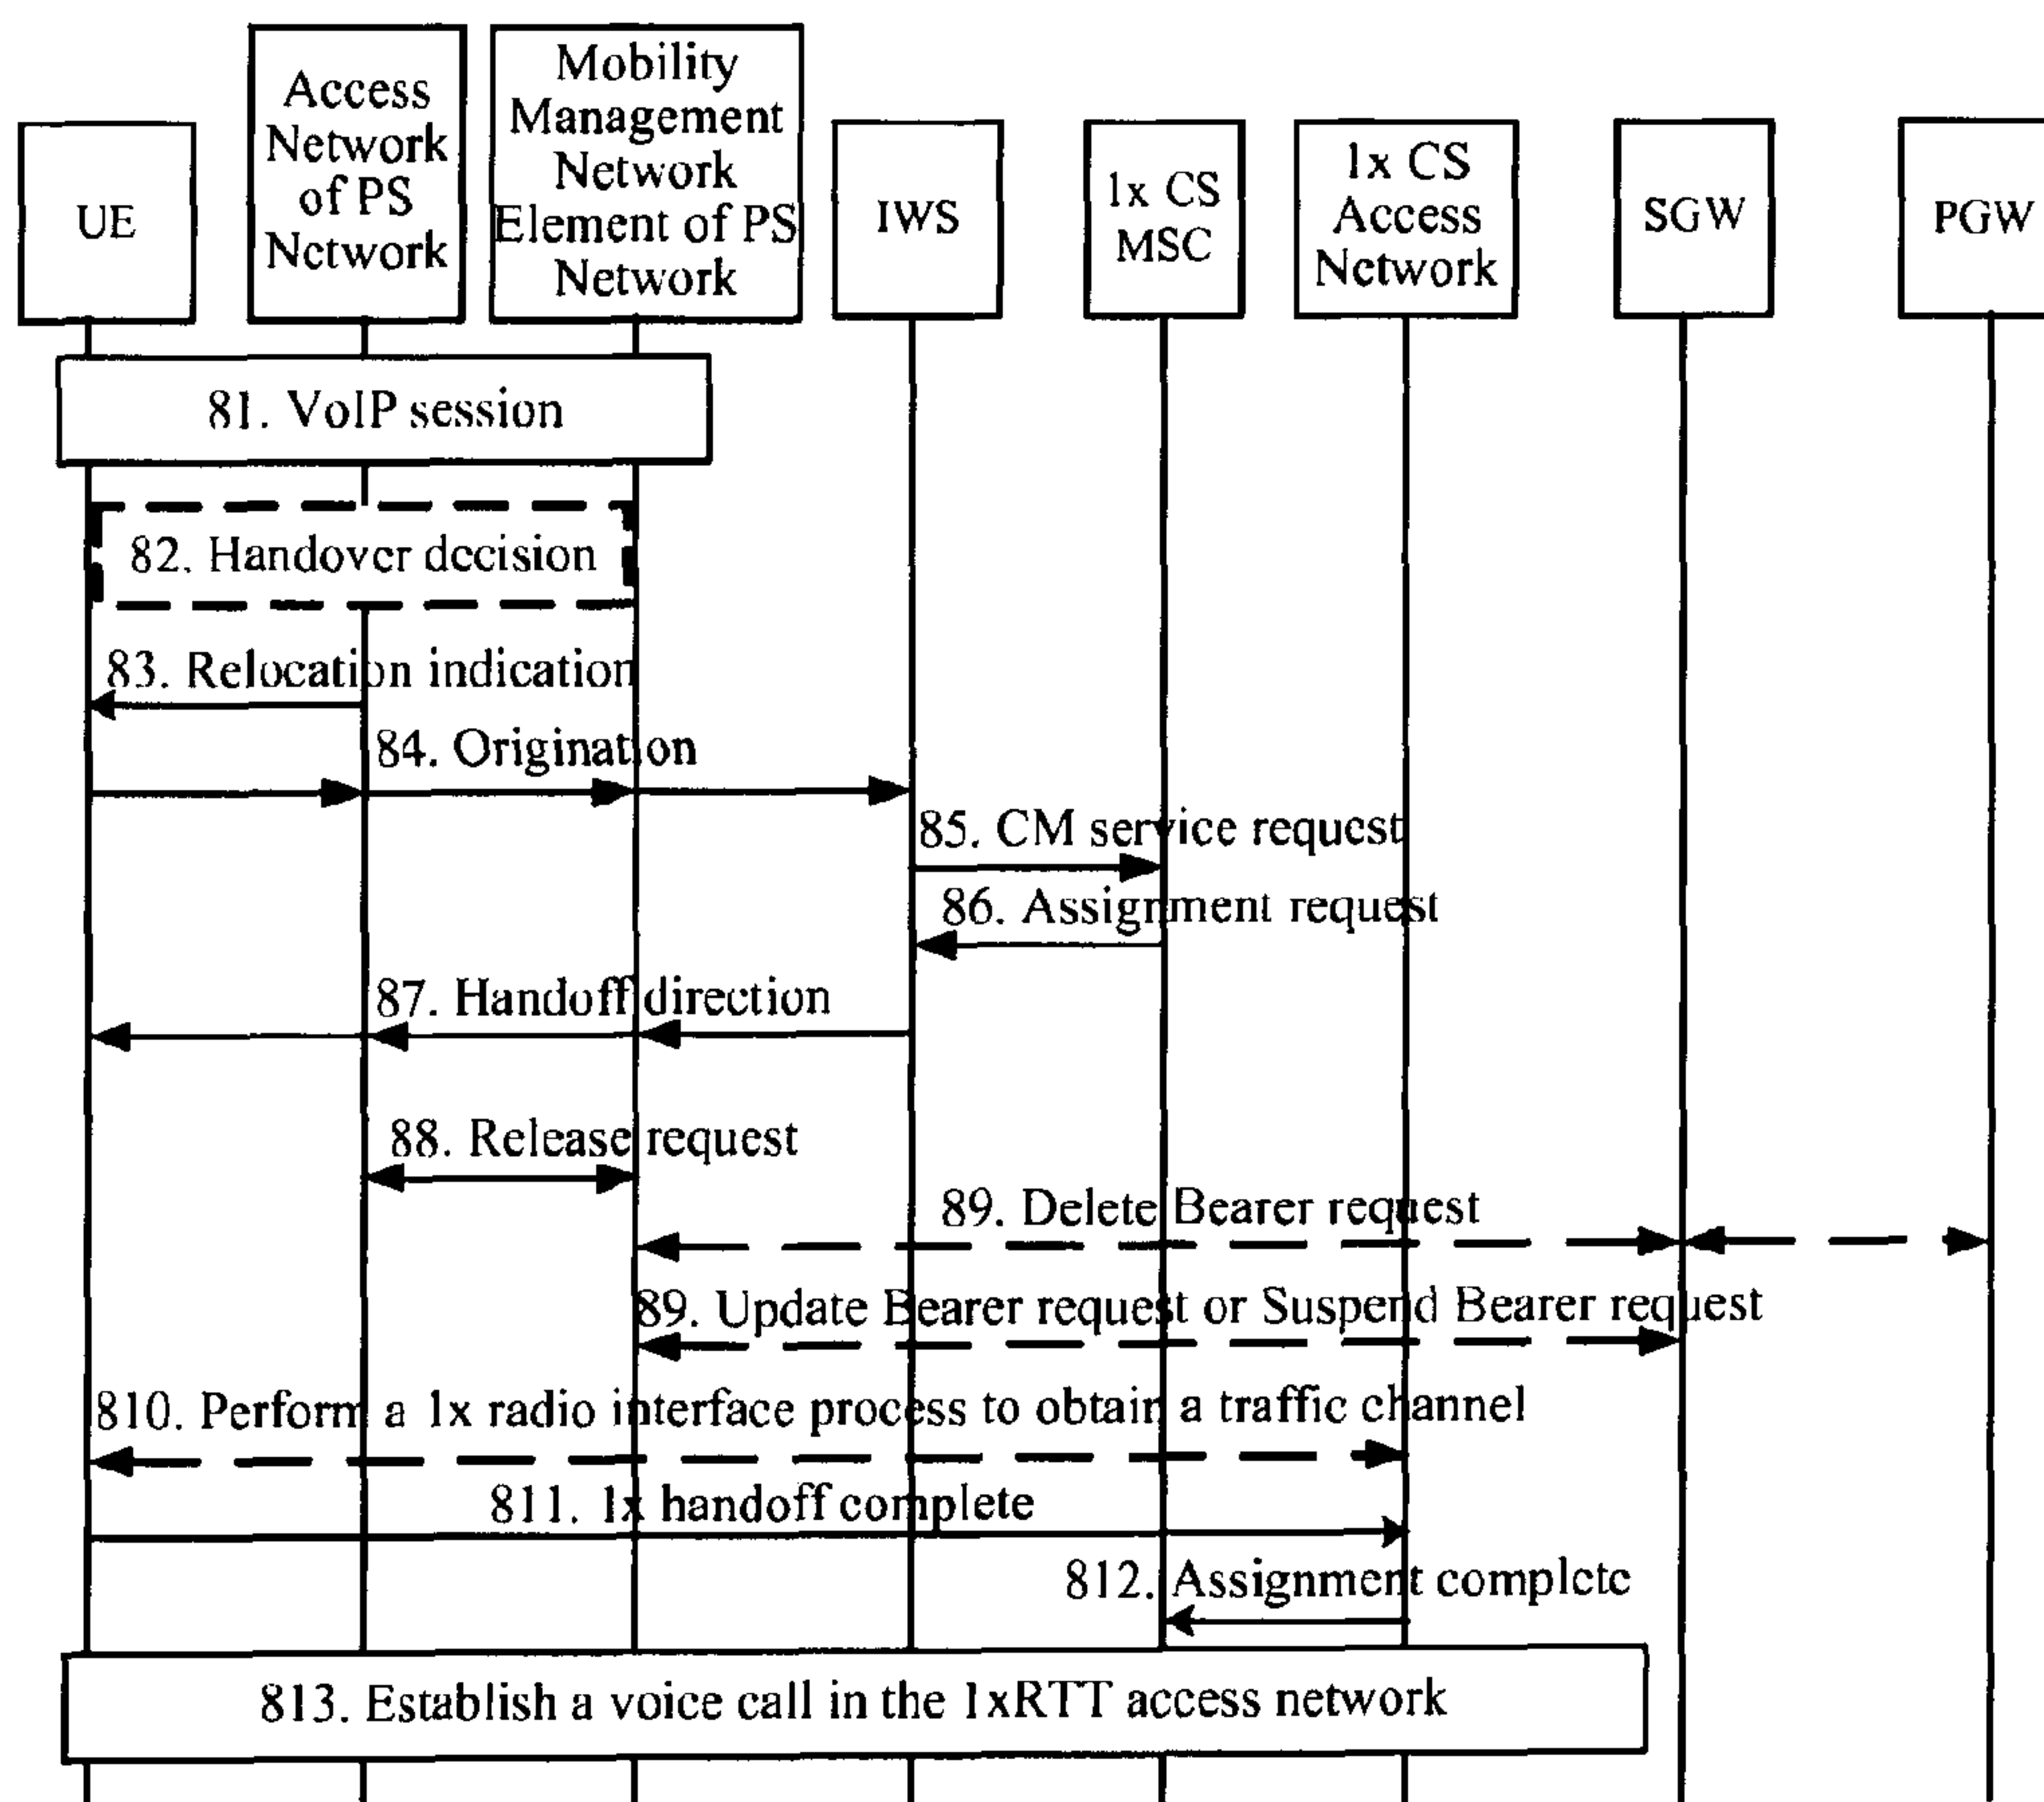 UE
Access
Network
of PS
Network
Mobility
Management
Network
Element of PS
Network
IWS
1x CS
MSC
1x CS
Access
Network
SGW
PGW
81. VoIP session
82. Handover decision
83. Relocation indication
84. Origination
85. CM service request
86. Assignment request
87. Handoff direction
88. Release request
89. Delete Bearer request
89. Update Bearer request or Suspend Bearer request
810. Perform a 1x radio interface process to obtain a traffic channel
811. 1x handoff complete
812. Assignment complete
813. Establish a voice call in the 1xRTT access network